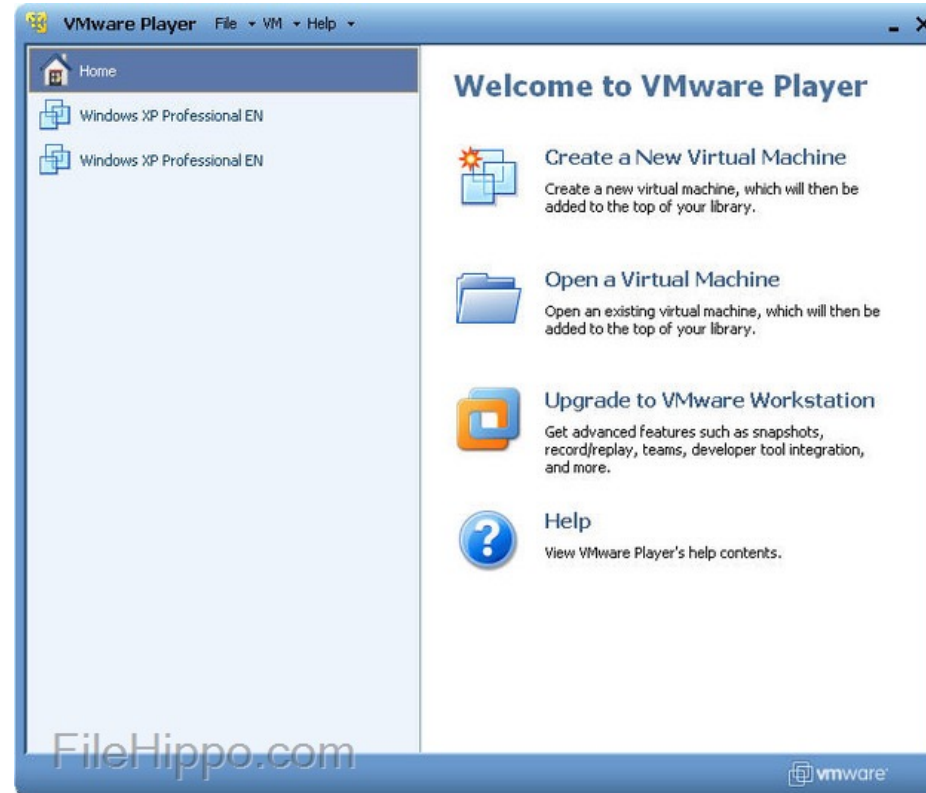 VMware Player File VM Help
Home
Windows XP Professional EN
Windows XP Professional EN
Welcome to VMware Player
Create a New Virtual Machine
Create a new virtual machine, which will then be
added to the top of your library.
Open a Virtual Machine
Open an existing virtual machine, which will then be
added to the top of your library.
Upgrade to VMware Workstation
Get advanced features such as snapshots,
record/replay, teams, developer tool integration,
and more.
Help
View VMware Player's help contents.
FileHippo.com
vmware